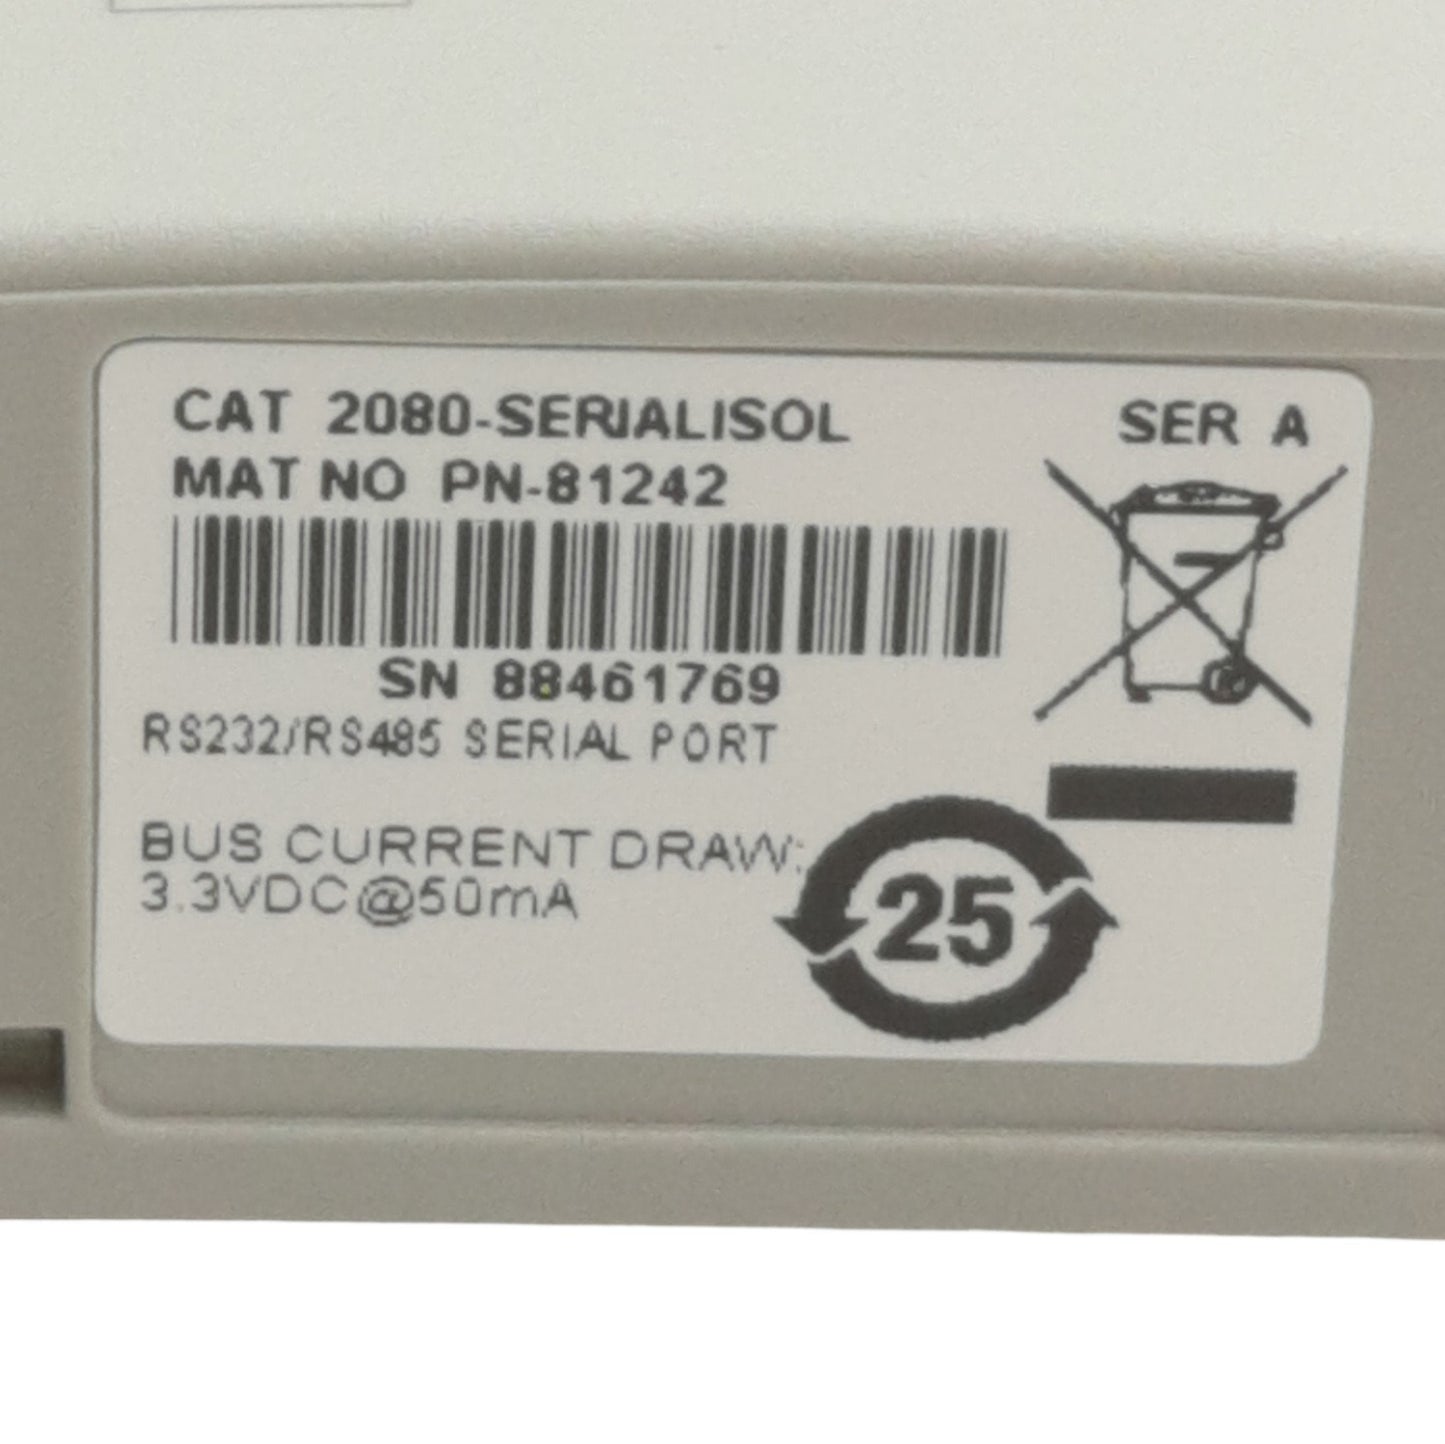 CAT 2080-SERIALISOL
SER A
MAT NO PN-81242
SN 88461769
RS232/RS485 SERIAL PORT
BUS CURRENT DRAW:
3.3VDC@50mA
25